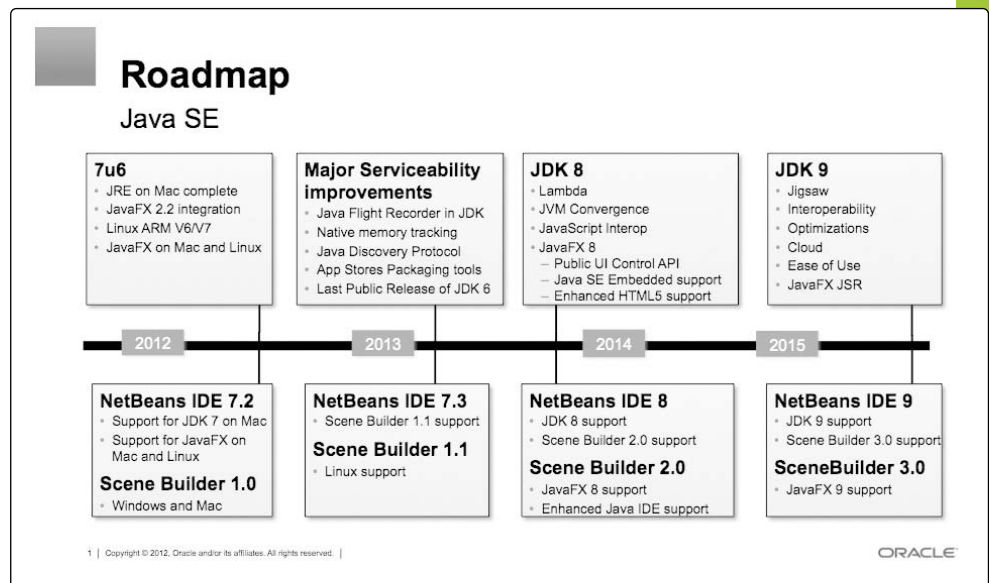 Roadmap
Java SE
7u6
• JRE on Mac complete
• JavaFX 2.2 integration
• Linux ARM V6/V7
• JavaFX on Mac and Linux
Major Serviceability
improvements
• Java Flight Recorder in JDK
• Native memory tracking
• Java Discovery Protocol
• App Stores Packaging tools
• Last Public Release of JDK 6
JDK 8
• Lambda
• JVM Convergence
• JavaScript Interop
• JavaFX 8
– Public UI Control API
– Java SE Embedded support
– Enhanced HTML5 support
JDK 9
• Jigsaw
• Interoperability
• Optimizations
• Cloud
• Ease of Use
• JavaFX JSR
2012
2013
2014
2015
NetBeans IDE 7.2
• Support for JDK 7 on Mac
• Support for JavaFX on
Mac and Linux
Scene Builder 1.0
• Windows and Mac
NetBeans IDE 7.3
• Scene Builder 1.1 support
Scene Builder 1.1
• Linux support
NetBeans IDE 8
• JDK 8 support
• Scene Builder 2.0 support
Scene Builder 2.0
• JavaFX 8 support
• Enhanced Java IDE support
NetBeans IDE 9
• JDK 9 support
• Scene Builder 3.0 support
SceneBuilder 3.0
• JavaFX 9 support
1 | Copyright © 2012, Oracle and/or its affiliates. All rights reserved. |
ORACLE